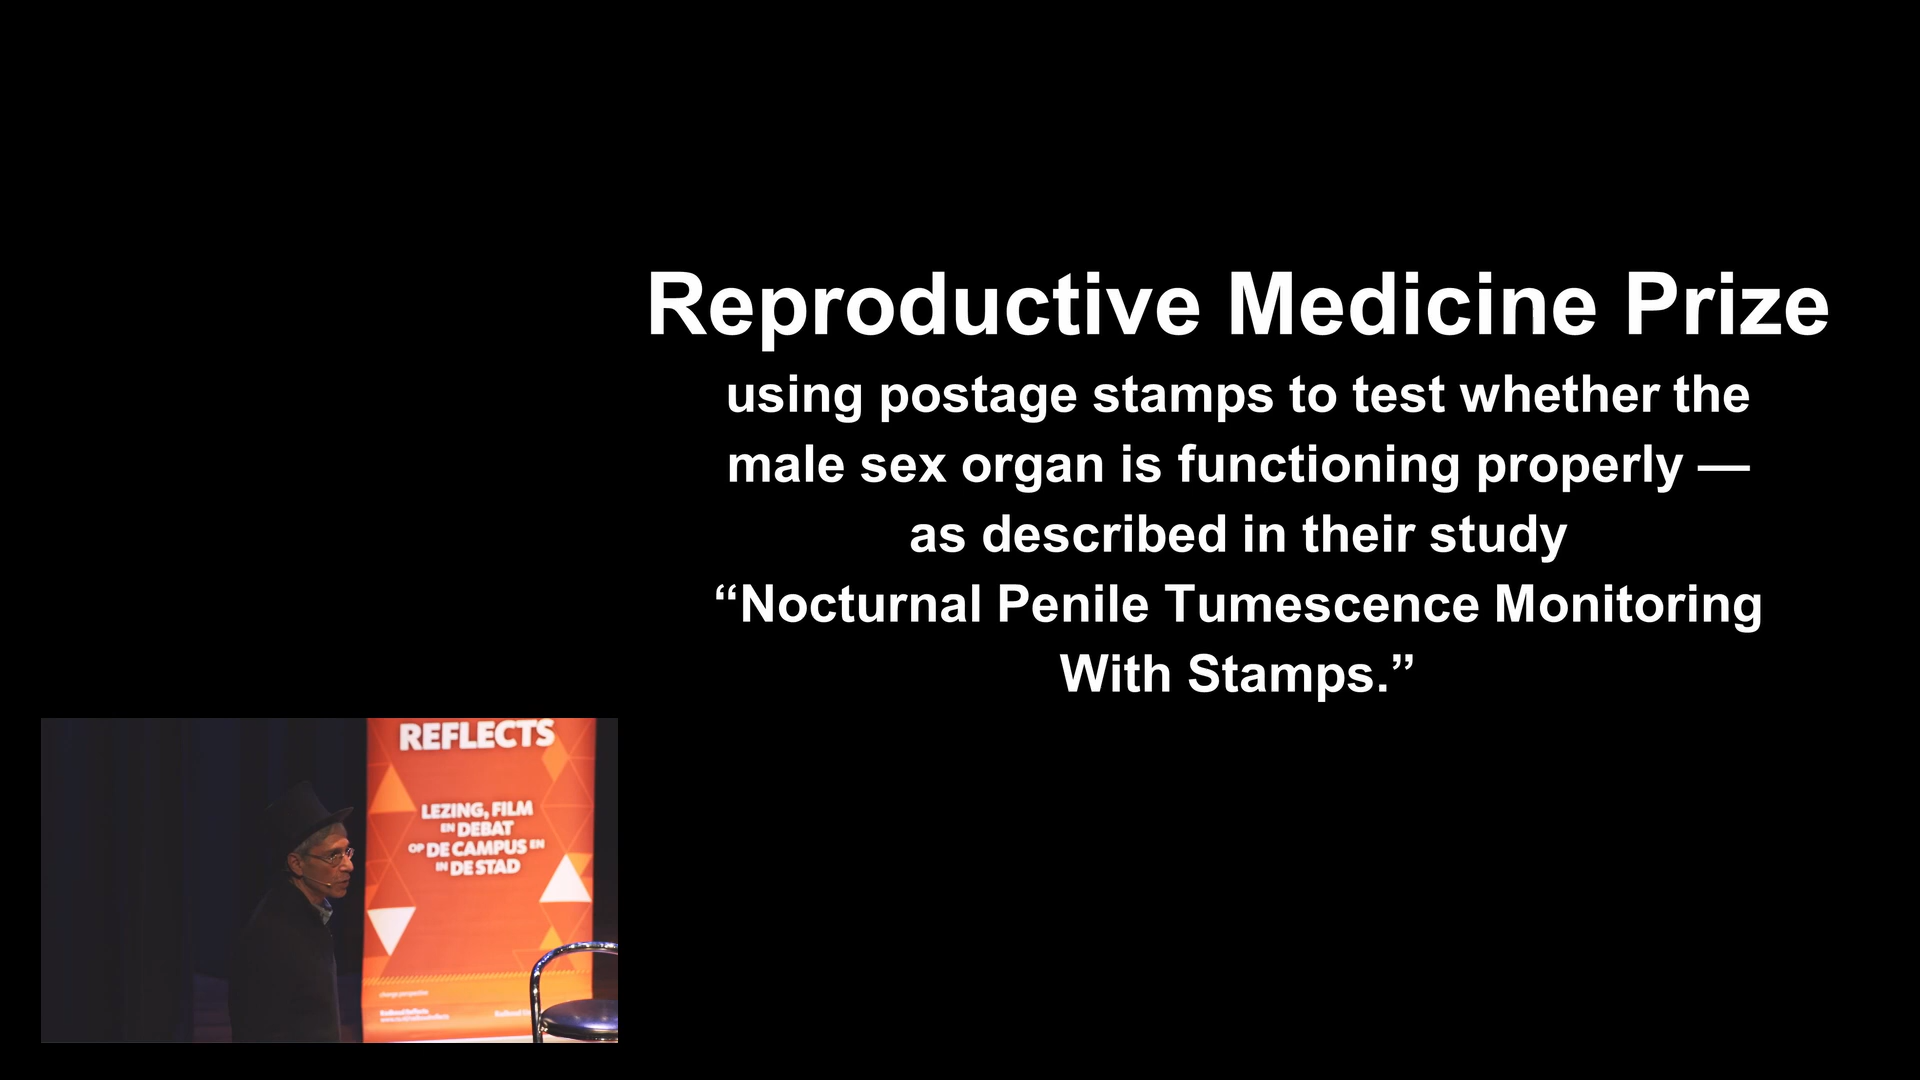 Reproductive Medicine Prize
using postage stamps to test whether the
male sex organ is functioning properly —
as described in their study
“Nocturnal Penile Tumescence Monitoring
With Stamps.”
REFLECTS
LEZING, FILM
EN DEBAT
OP DE CAMPUS EN
IN DE STAD
change perspective